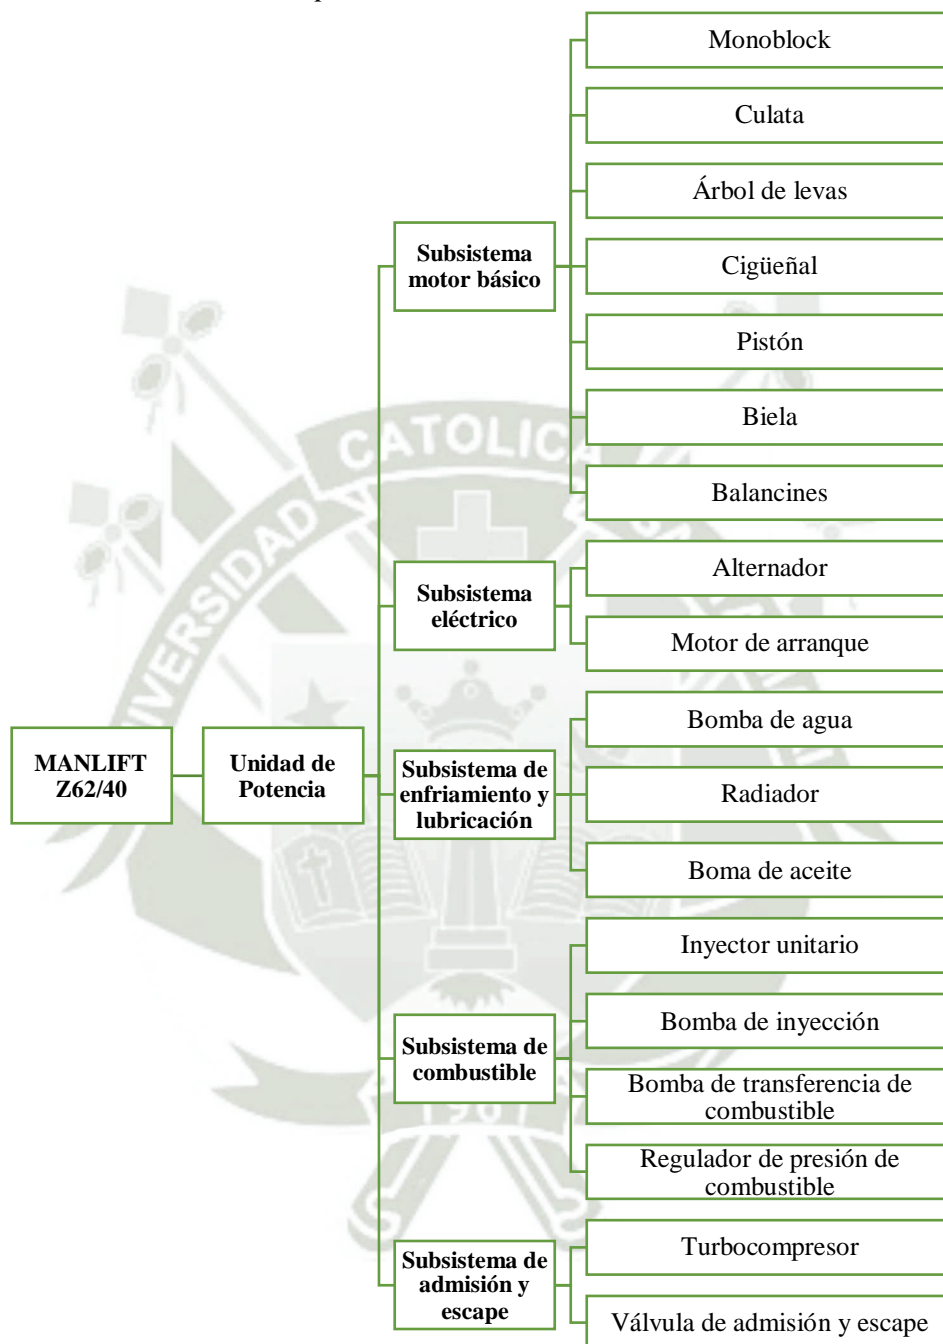 Monoblock
Culata
Árbol de levas
Subsistema
motor básico
Cigüeñal
Pistón
Biela
Balancines
Alternador
Subsistema
eléctrico
Motor de arranque
Bomba de agua
MANLIFT
Z62/40
Unidad de
Potencia
Subsistema de
enfriamiento y
lubricación
Radiador
Boma de aceite
Inyector unitario
Bomba de inyección
Subsistema de
combustible
Bomba de transferencia de
combustible
Regulador de presión de
combustible
Turbocompresor
Subsistema de
admisión y
escape
Válvula de admisión y escape
CATOLICA